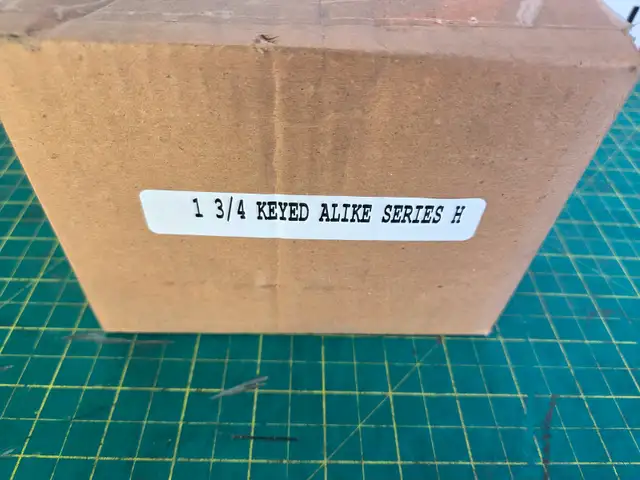 1 3/4 KEYED ALIKE SERIES H